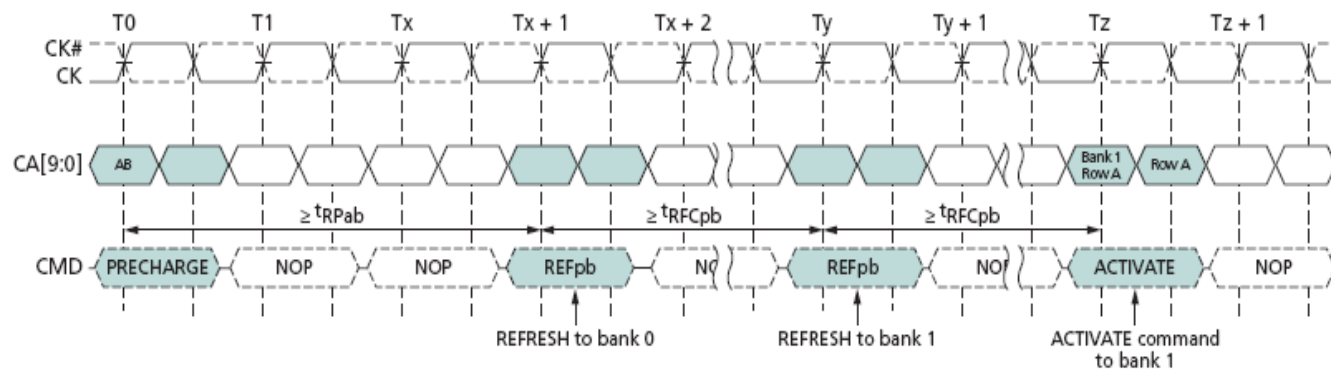 T0 T1 Tx Tx + 1 Tx + 2 Ty Ty + 1 Tz Tz + 1
CK#
CK
CA[9:0] AB Bank 1 Row A Row A
≥ tRPab ≥ tRFCpb ≥ tRFCpb
CMD PRECHARGE NOP NOP REFpb REFpb ACTIVATE NOP
REFRESH to bank 0 REFRESH to bank 1 ACTIVATE command
to bank 1